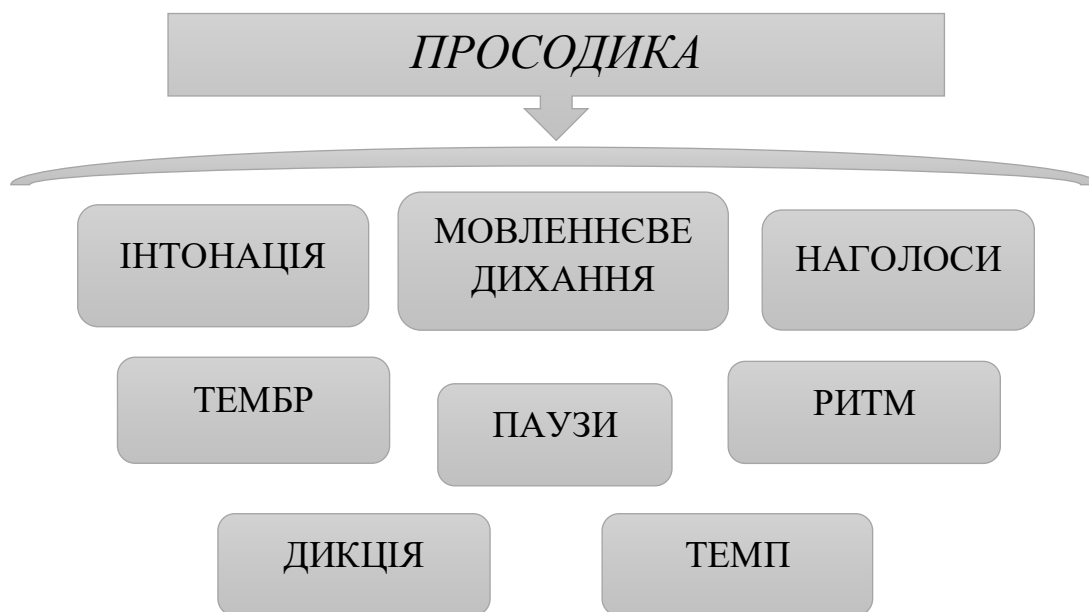 ПРОСОДИКА
ІНТОНАЦІЯ
МОВЛЕННЄВЕ
ДИХАННЯ
НАГОЛОСИ
ТЕМБР
ПАУЗИ
РИТМ
ДИКЦІЯ
ТЕМП